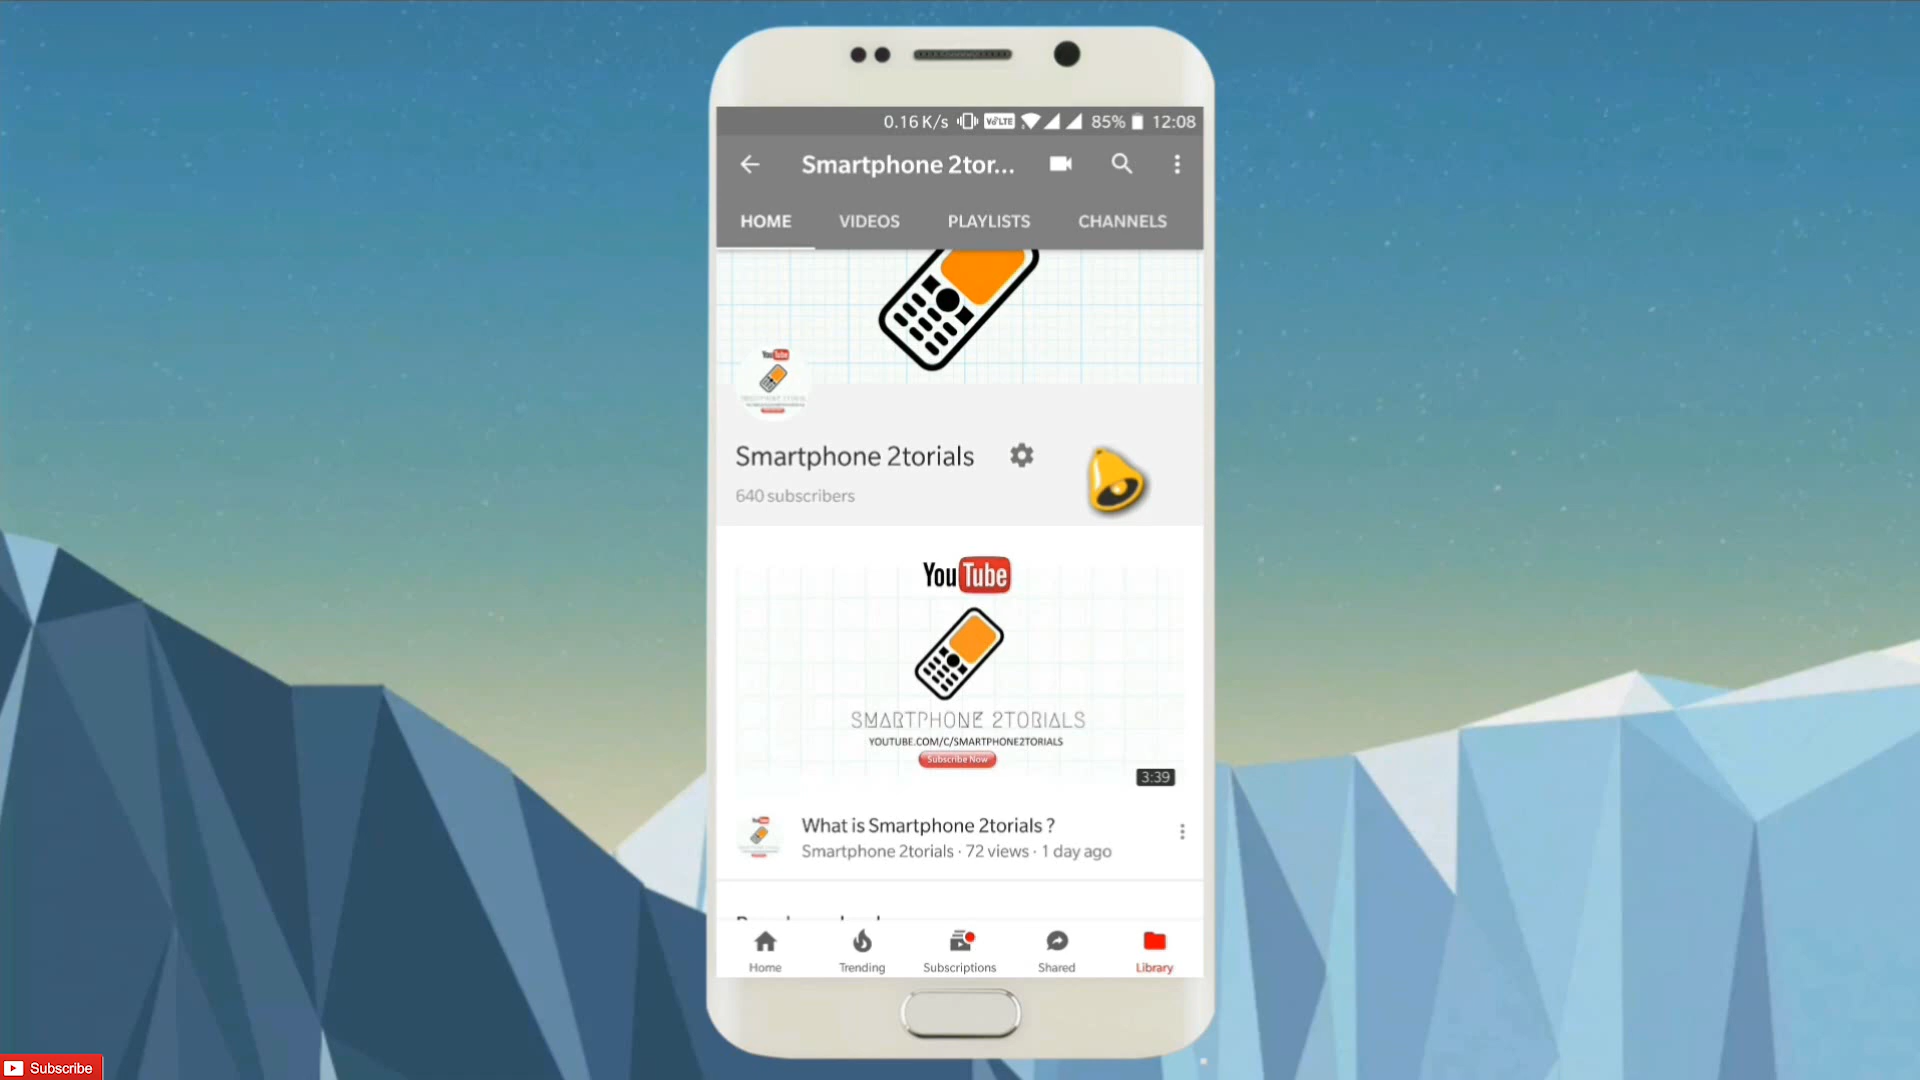 0.16 K/s VoLTE 85% 12:08
Smartphone 2tor...
HOME VIDEOS PLAYLISTS CHANNELS
YouTube
Smartphone 2torials
640 subscribers
YouTube
SMARTPHONE 2TORIALS
YOUTUBE.COM/C/SMARTPHONE2TORIALS
Subscribe Now
3:39
What is Smartphone 2torials ?
Smartphone 2torials · 72 views · 1 day ago
Home Trending Subscriptions Shared Library
Subscribe